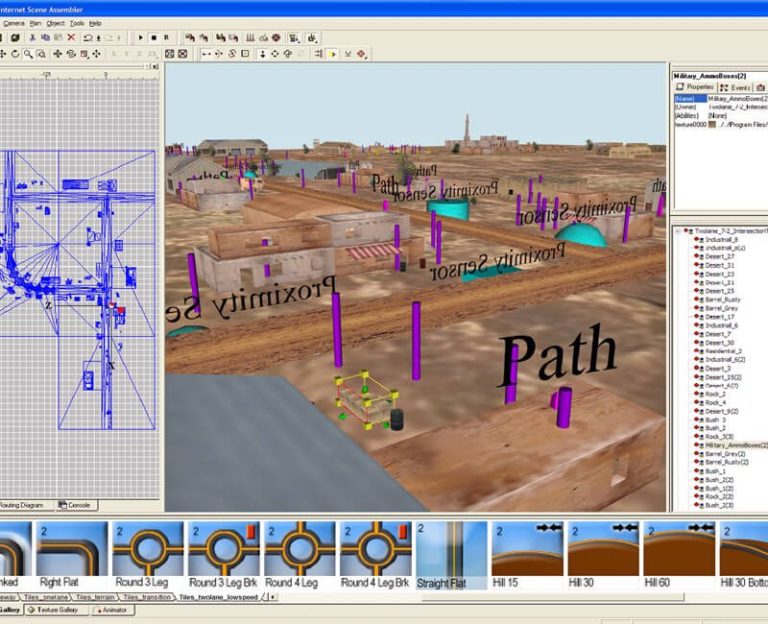 Internet Scene Assembler
Camera Plan Object Tools Help
-125 0
Military_AmmoBoxes(2)
Properties Events
(Name) Military_AmmoBoxes(2
(Owner) Twolane_7-2_Intersec
(Abilities) (None)
texture0000 ../../Program Files/
Path
Path
Path
Proximity Sensor
Proximity Sensor
Proximity Sensor
Proximity Se
Path
z
x
Twolane_7-2_IntersectionT
Industrial_8
Desert_27
Desert_31
Desert_23
Desert_21
Desert_25
Barrel_Rusty
Barrel_Grey
Desert_17
Industrial_6
Desert_7
Desert_30
Residential_2
Industrial_6(2)
Desert_3
Desert_25(2)
Desert_6(2)
Rock_2
Rock_4
Desert_9(2)
Bush_3
Bush_2
Rock_3(3)
Military_AmmoBoxes(2)
Barrel_Grey(2)
Barrel_Rusty(2)
Bush_1
Bush_2(2)
Bush_1(2)
Rock_2(2)
Bush_3(2)
Routing Diagram Console
2 2 2 2 2 2 2 2 2 2
nked Right Flat Round 3 Leg Round 3 Leg Brk Round 4 Leg Round 4 Leg Brk Straight Flat Hill 15 Hill 30 Hill 60 Hill 30 Botto
eway Tiles_onelane Tiles_terrain Tiles_transition Tiles_twolane_lowspeed
Gallery Texture Gallery Animator